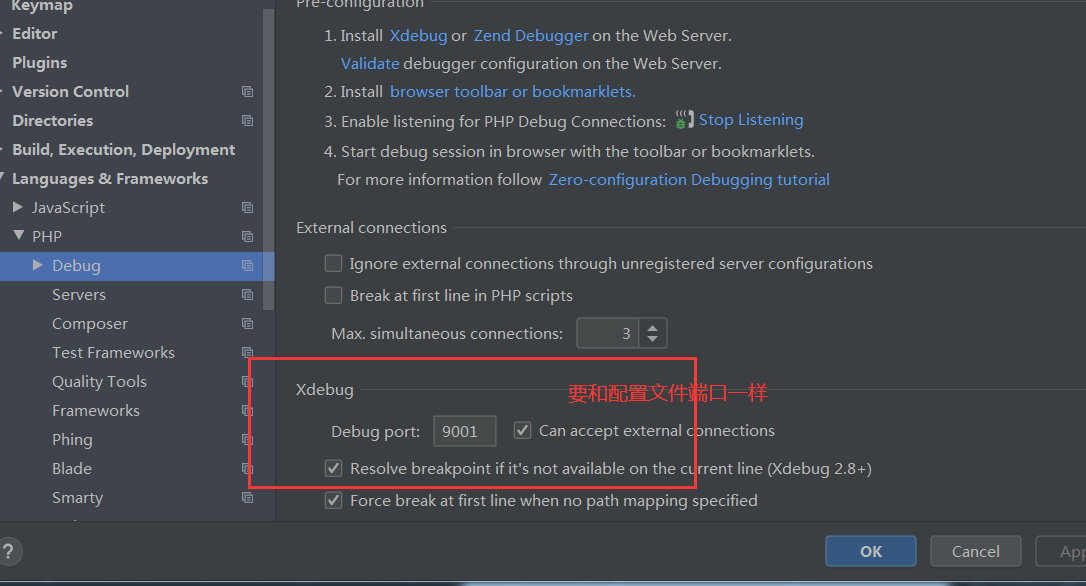 Keymap
Editor
Plugins
Version Control
Directories
Build, Execution, Deployment
Languages & Frameworks
JavaScript
PHP
Debug
Servers
Composer
Test Frameworks
Quality Tools
Frameworks
Phing
Blade
Smarty
Pre-configuration
1. Install Xdebug or Zend Debugger on the Web Server.
Validate debugger configuration on the Web Server.
2. Install browser toolbar or bookmarklets.
3. Enable listening for PHP Debug Connections: Stop Listening
4. Start debug session in browser with the toolbar or bookmarklets.
For more information follow Zero-configuration Debugging tutorial
External connections
Ignore external connections through unregistered server configurations
Break at first line in PHP scripts
Max. simultaneous connections: 3
Xdebug
要和配置文件端口一样
Debug port: 9001 Can accept external connections
Resolve breakpoint if it's not available on the current line (Xdebug 2.8+)
Force break at first line when no path mapping specified
?
OK Cancel App